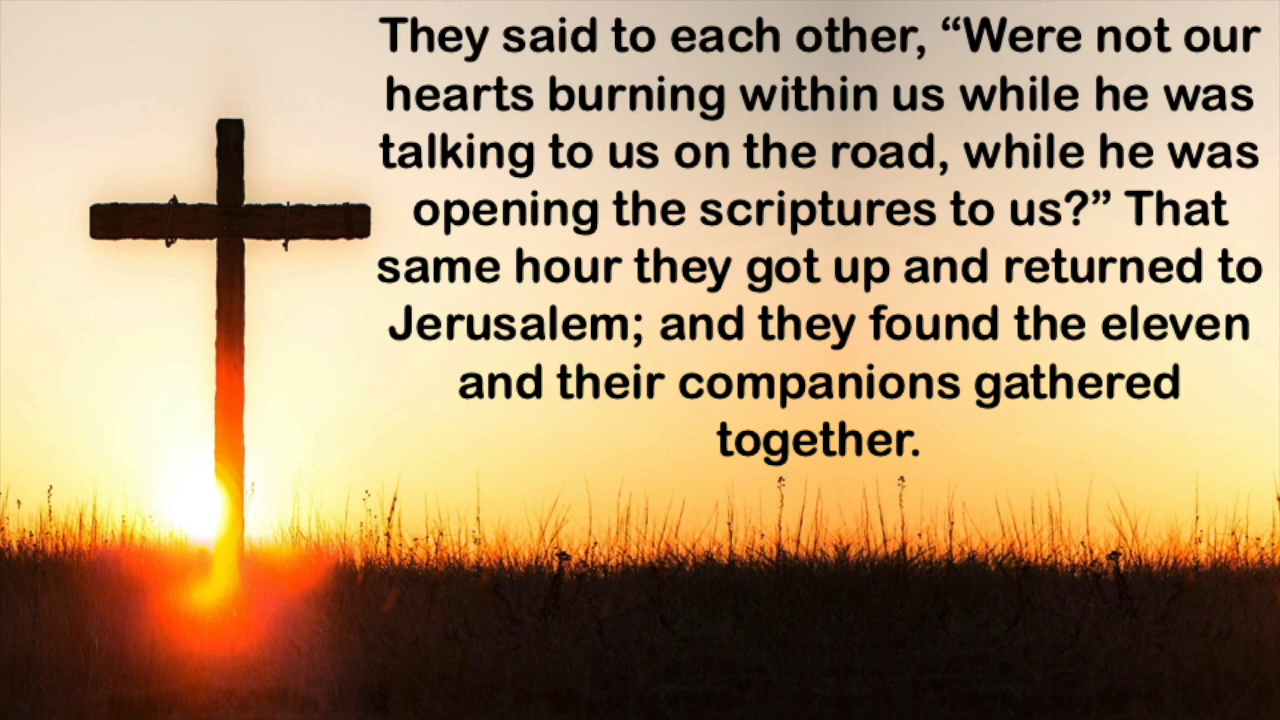 They said to each other, “Were not our
hearts burning within us while he was
talking to us on the road, while he was
opening the scriptures to us?” That
same hour they got up and returned to
Jerusalem; and they found the eleven
and their companions gathered
together.